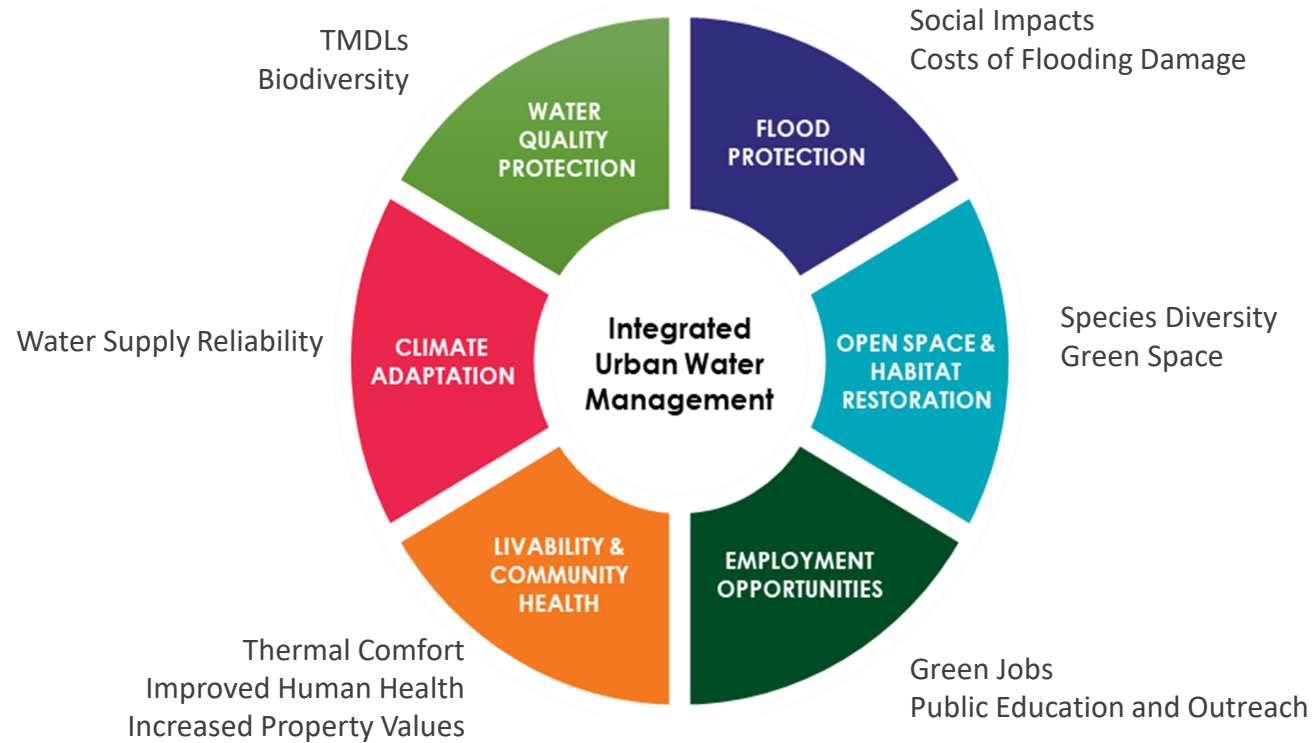 TMDLs
Biodiversity
Social Impacts
Costs of Flooding Damage
WATER
QUALITY
PROTECTION
FLOOD
PROTECTION
Water Supply Reliability
CLIMATE
ADAPTATION
Integrated
Urban Water
Management
OPEN SPACE &
HABITAT
RESTORATION
Species Diversity
Green Space
LIVABILITY &
COMMUNITY
HEALTH
EMPLOYMENT
OPPORTUNITIES
Thermal Comfort
Improved Human Health
Increased Property Values
Green Jobs
Public Education and Outreach